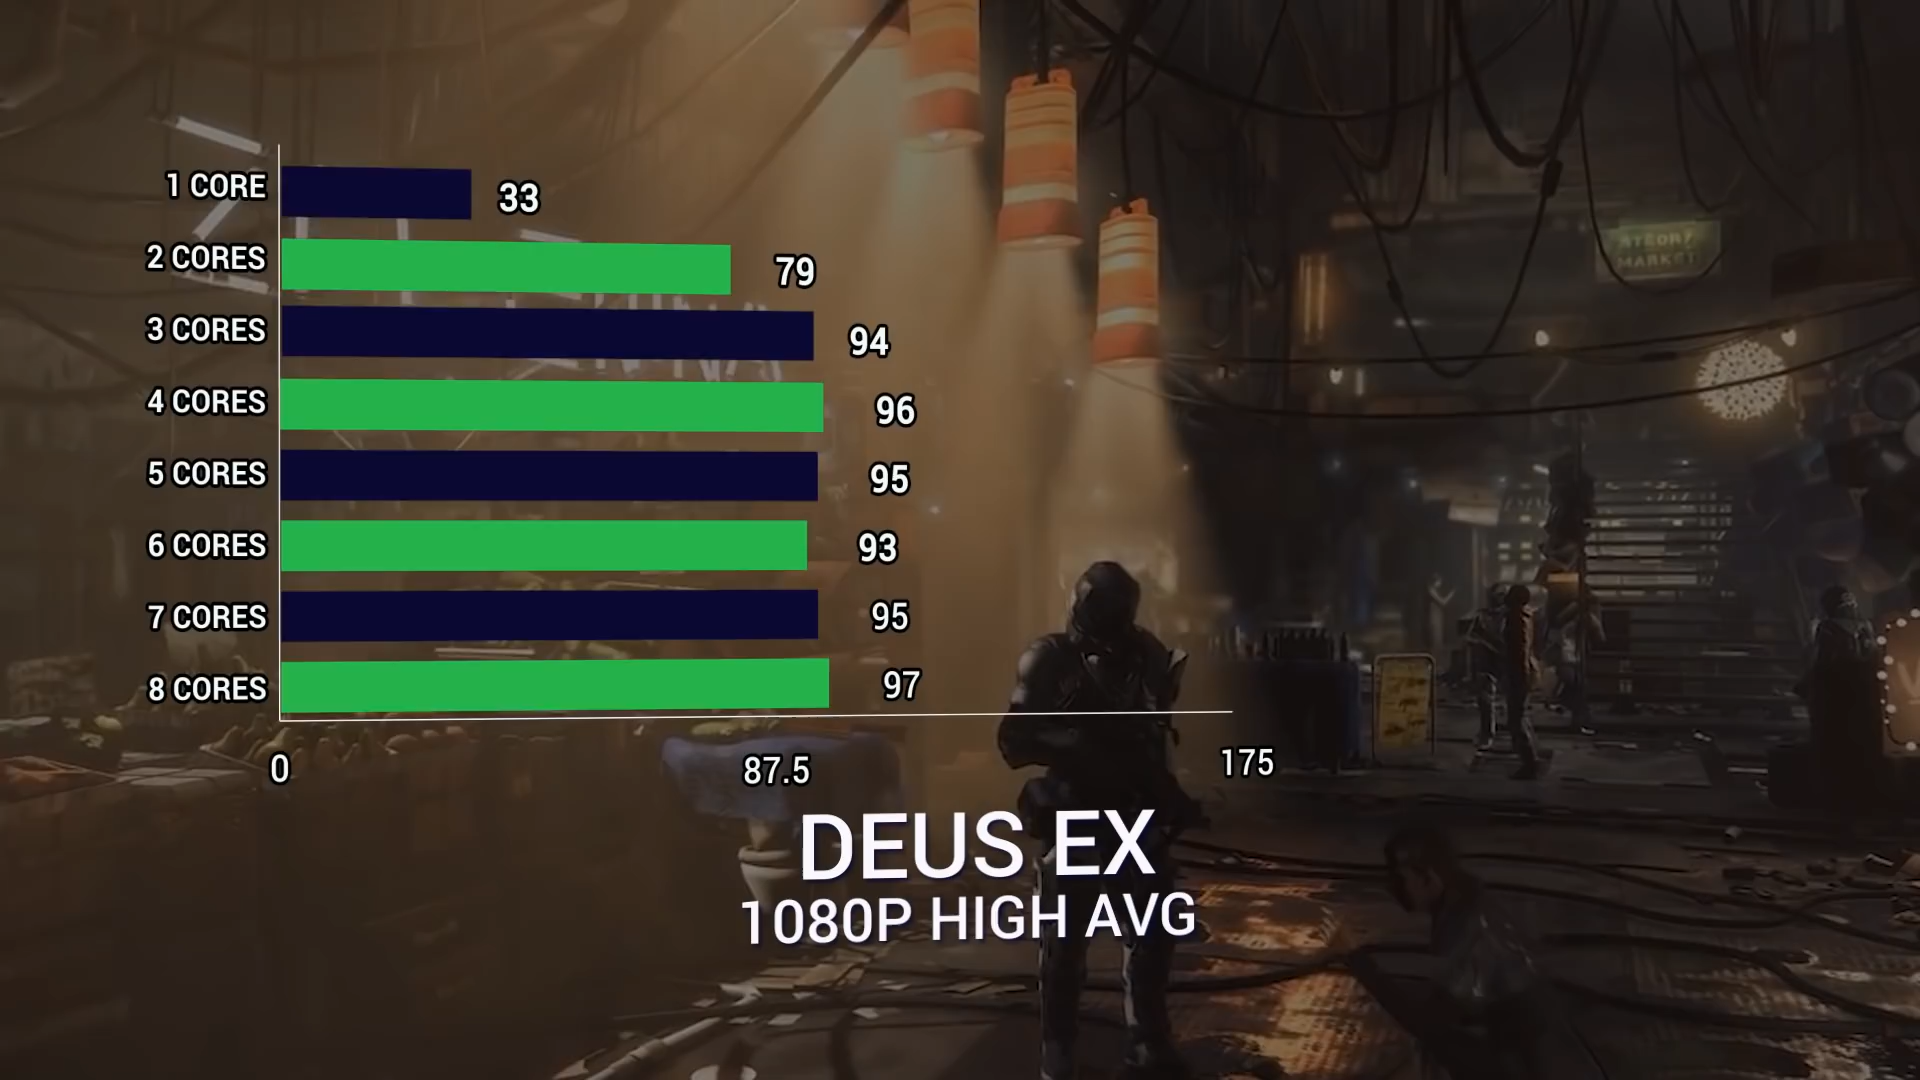 1 CORE 33
2 CORES 79
3 CORES 94
4 CORES 96
5 CORES 95
6 CORES 93
7 CORES 95
8 CORES 97
0 87.5 175
DEUS EX
1080P HIGH AVG
MARKET